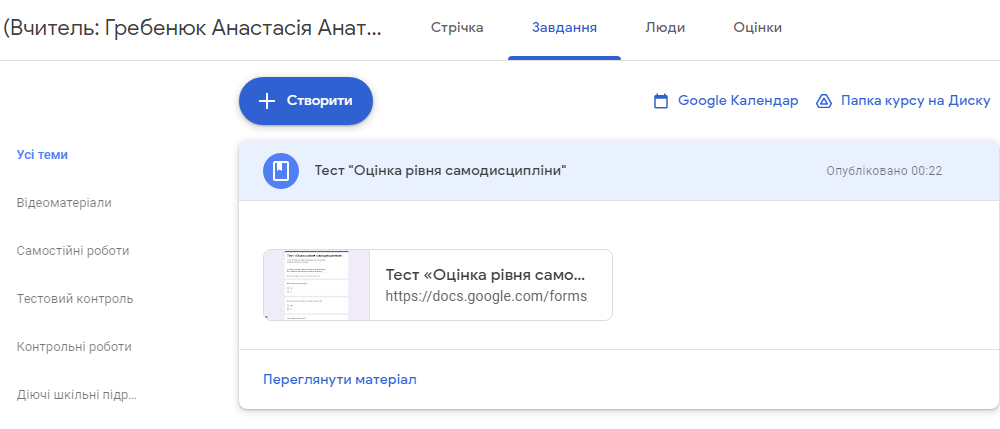 (Вчитель: Гребенюк Анастасія Анат...
Стрічка
Завдання
Люди
Оцінки
Створити
Google Календар
Папка курсу на Диску
Усі теми
Відеоматеріали
Самостійні роботи
Тестовий контроль
Контрольні роботи
Діючі шкільні підр...
Тест "Оцінка рівня самодисципліни"
Опубліковано 00:22
Тест «Оцінка рівня само...
https://docs.google.com/forms
Переглянути матеріал